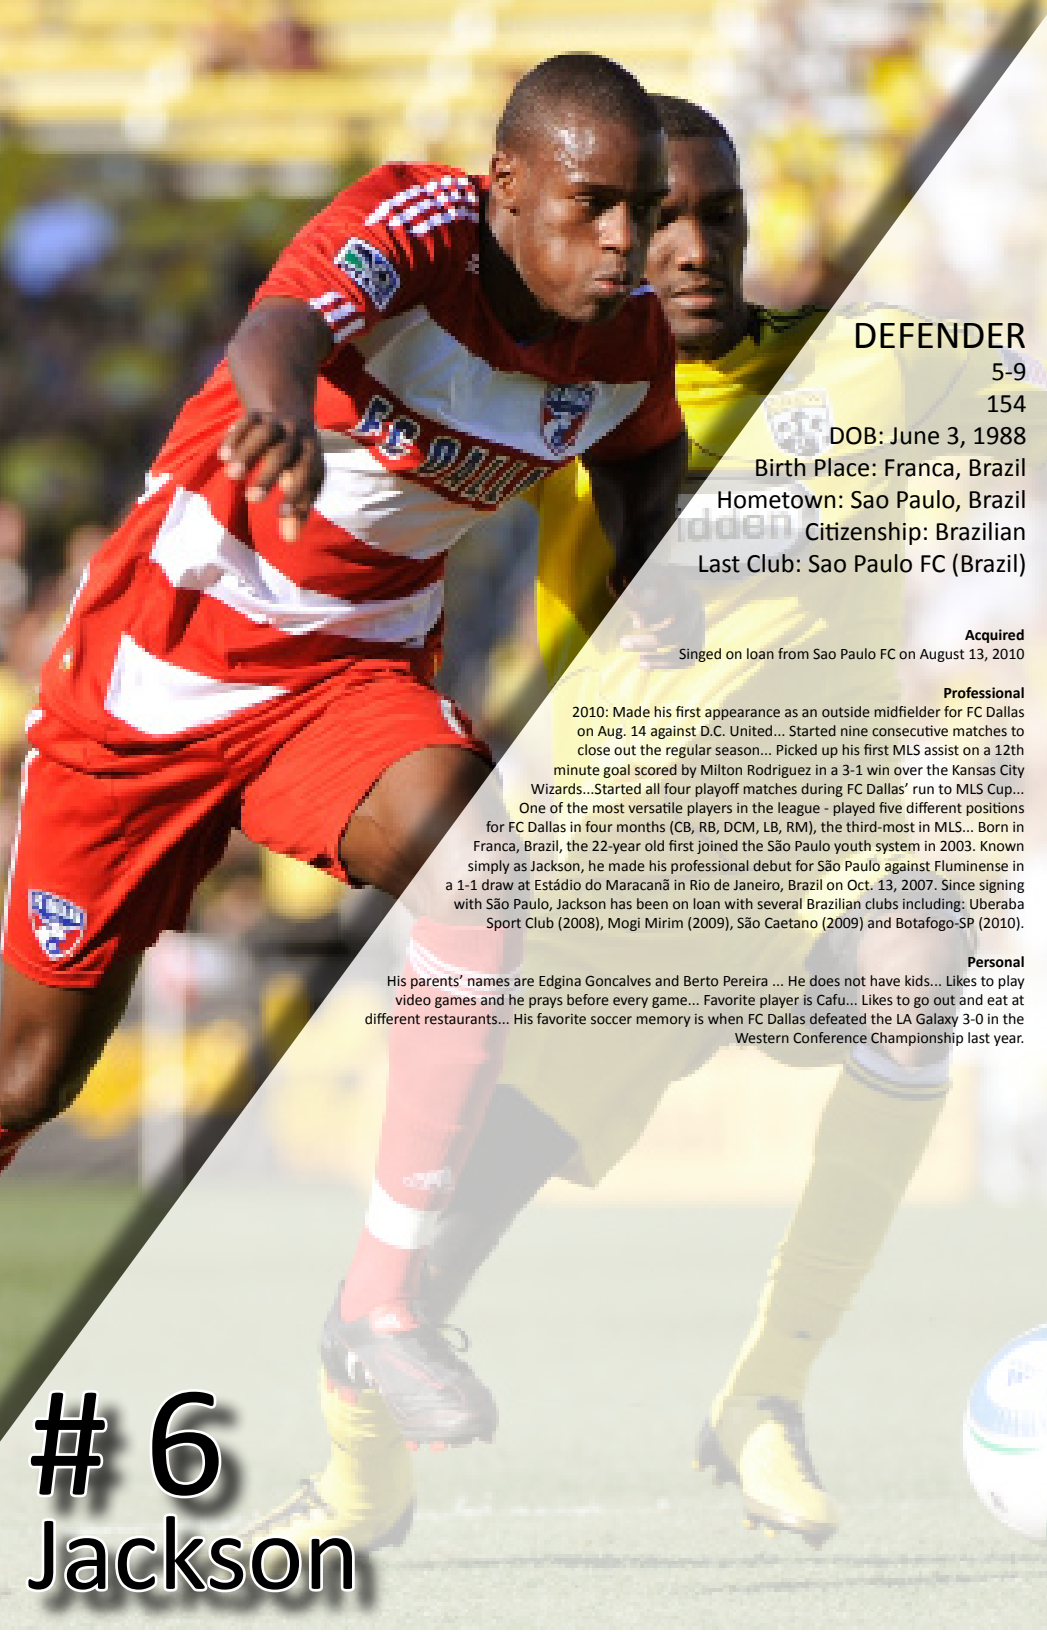 FC DALLA
DEFENDER
5-9
154
DOB: June 3, 1988
Birth Place: Franca, Brazil
Hometown: Sao Paulo, Brazil
idden
Citizenship: Brazilian
Last Club: Sao Paulo FC (Brazil)
Acquired
Singed on loan from Sao Paulo FC on August 13, 2010
Professional
2010: Made his first appearance as an outside midfielder for FC Dallas
on Aug. 14 against D.C. United... Started nine consecutive matches to
close out the regular season... Picked up his first MLS assist on a 12th
minute goal scored by Milton Rodriguez in a 3-1 win over the Kansas City
Wizards...Started all four playoff matches during FC Dallas’ run to MLS Cup...
One of the most versatile players in the league - played five different positions
for FC Dallas in four months (CB, RB, DCM, LB, RM), the third-most in MLS... Born in
Franca, Brazil, the 22-year old first joined the São Paulo youth system in 2003. Known
simply as Jackson, he made his professional debut for São Paulo against Fluminense in
a 1-1 draw at Estádio do Maracanã in Rio de Janeiro, Brazil on Oct. 13, 2007. Since signing
with São Paulo, Jackson has been on loan with several Brazilian clubs including: Uberaba
Sport Club (2008), Mogi Mirim (2009), São Caetano (2009) and Botafogo-SP (2010).
Personal
His parents’ names are Edgina Goncalves and Berto Pereira ... He does not have kids... Likes to play
video games and he prays before every game... Favorite player is Cafu... Likes to go out and eat at
different restaurants... His favorite soccer memory is when FC Dallas defeated the LA Galaxy 3-0 in the
Western Conference Championship last year.
# 6
Jackson